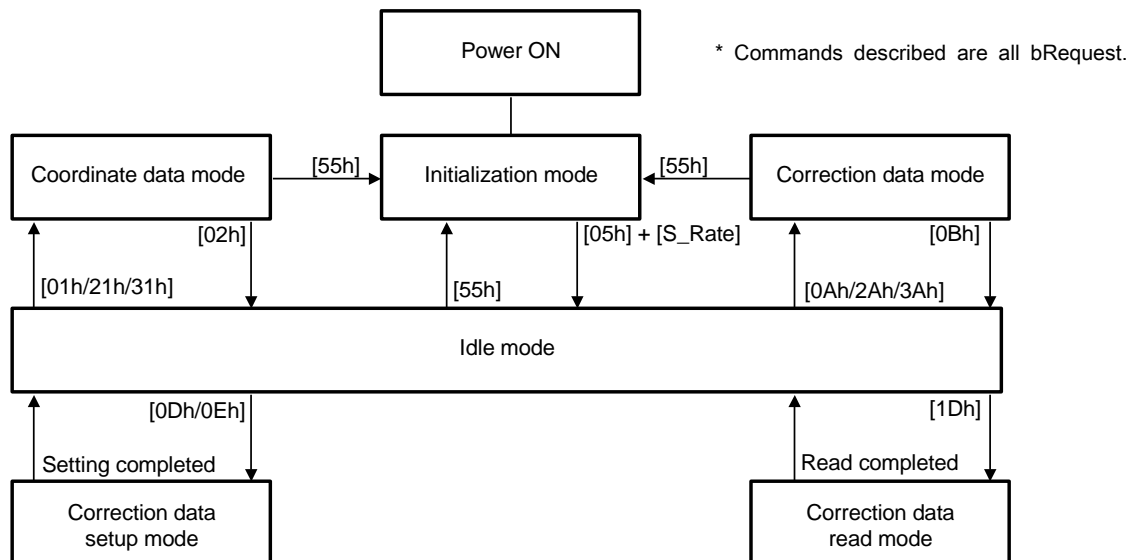 Power ON
* Commands described are all bRequest.
Coordinate data mode
[55h]
Initialization mode
[55h]
Correction data mode
[02h]
[05h] + [S_Rate]
[0Bh]
[01h/21h/31h]
[55h]
[0Ah/2Ah/3Ah]
Idle mode
[0Dh/0Eh]
[1Dh]
Setting completed
Read completed
Correction data
setup mode
Correction data
read mode